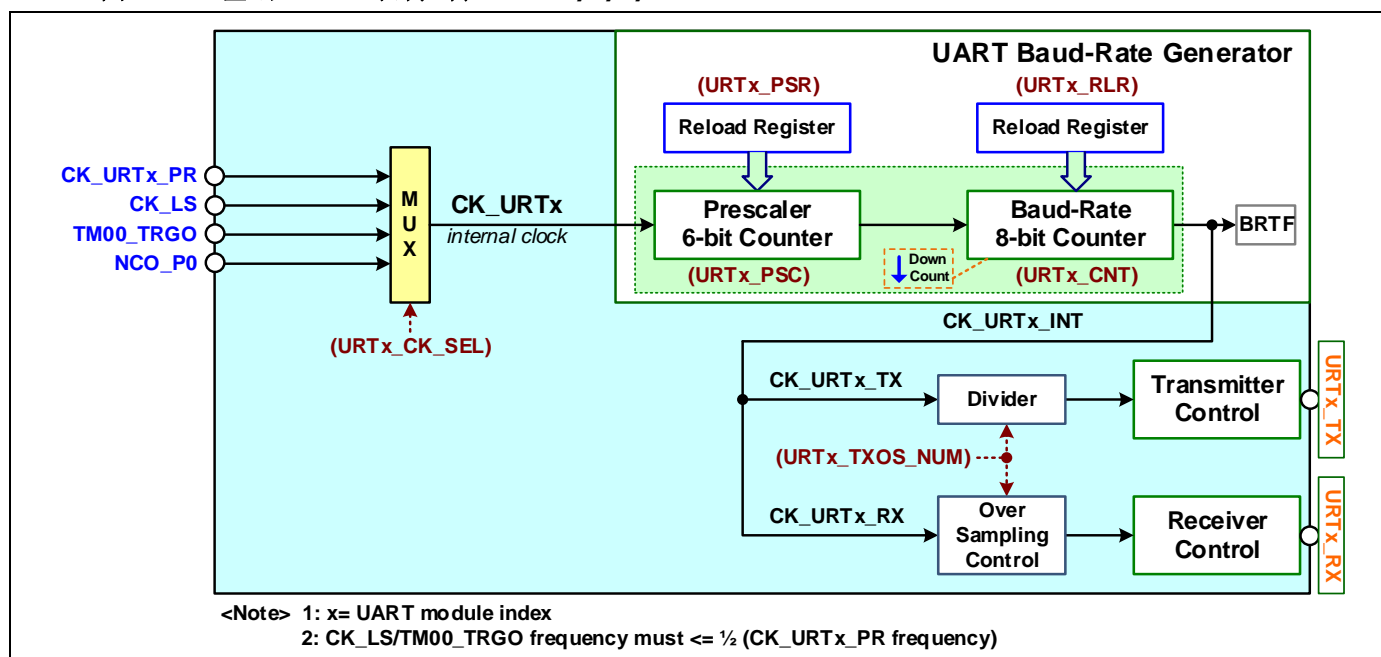 UART Baud-Rate Generator
(URTx_PSR)
(URTx_RLR)
Reload Register
Reload Register
CK_URTx_PR
CK_LS
TM00_TRGO
NCO_P0
MUX
CK_URTx
internal clock
Prescaler
6-bit Counter
Baud-Rate
8-bit Counter
BRTF
Down
Count
(URTx_PSC)
(URTx_CNT)
(URTx_CK_SEL)
CK_URTx_INT
CK_URTx_TX
Divider
Transmitter
Control
URTx_TX
(URTx_TXOS_NUM)
CK_URTx_RX
Over
Sampling
Control
Receiver
Control
URTx_RX
<Note> 1: x= UART module index
2: CK_LS/TM00_TRGO frequency must <= ½ (CK_URTx_PR frequency)